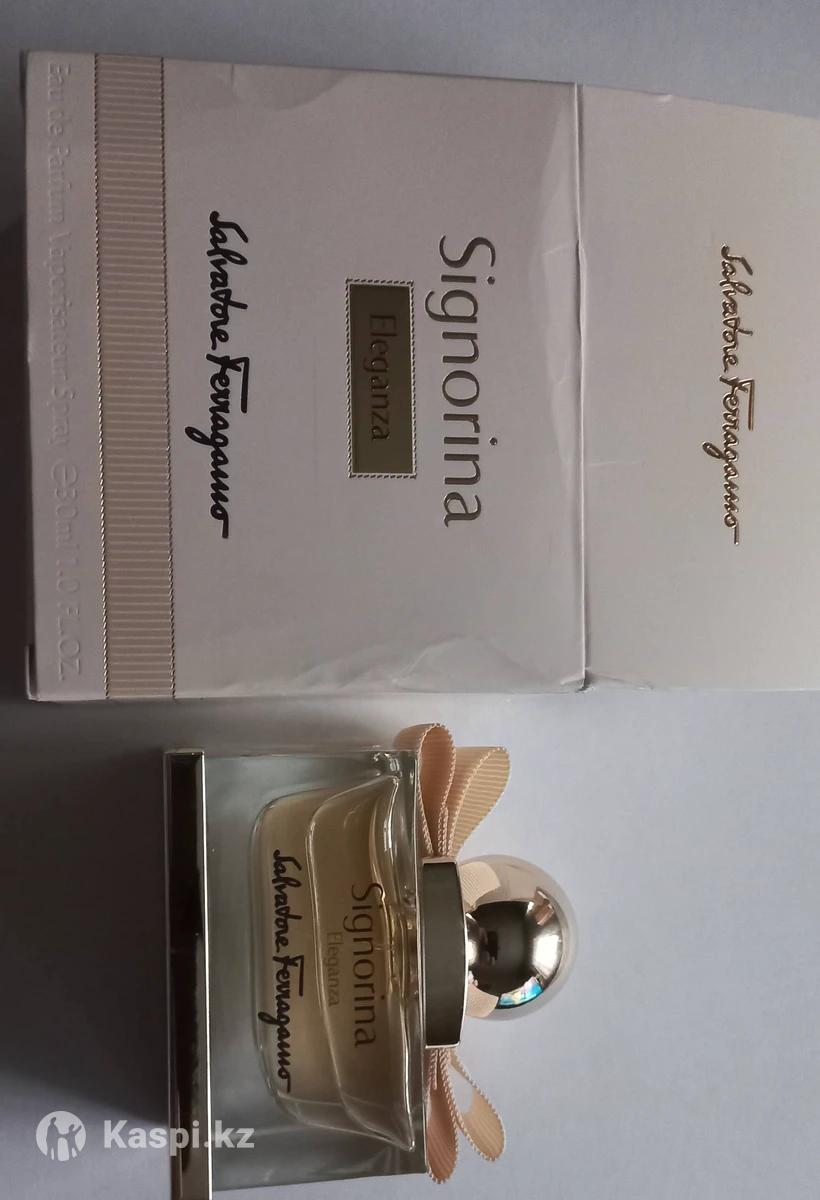 Salvatore Ferragamo
Signorina
Eleganza
Salvatore Ferragamo
Eau de Parfum Vaporisateur Spray ℮30ml 1.0 FL.OZ.
Signorina
Eleganza
Salvatore Ferragamo
Kaspi.kz